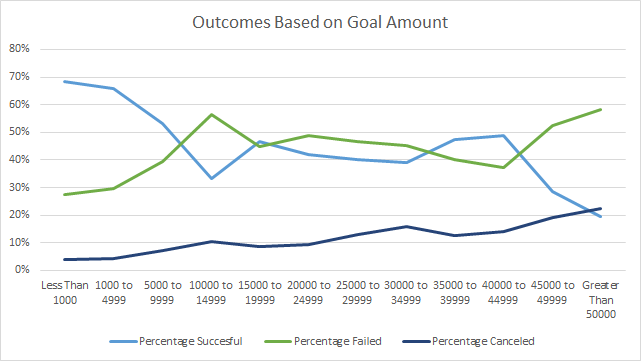 Outcomes Based on Goal Amount
80%
70%
60%
50%
40%
30%
20%
10%
0%
Less Than 1000 to 5000 to 10000 to 15000 to 20000 to 25000 to 30000 to 35000 to 40000 to 45000 to Greater
1000 4999 9999 14999 19999 24999 29999 34999 39999 44999 49999 Than
50000
Percentage Succesful Percentage Failed Percentage Canceled